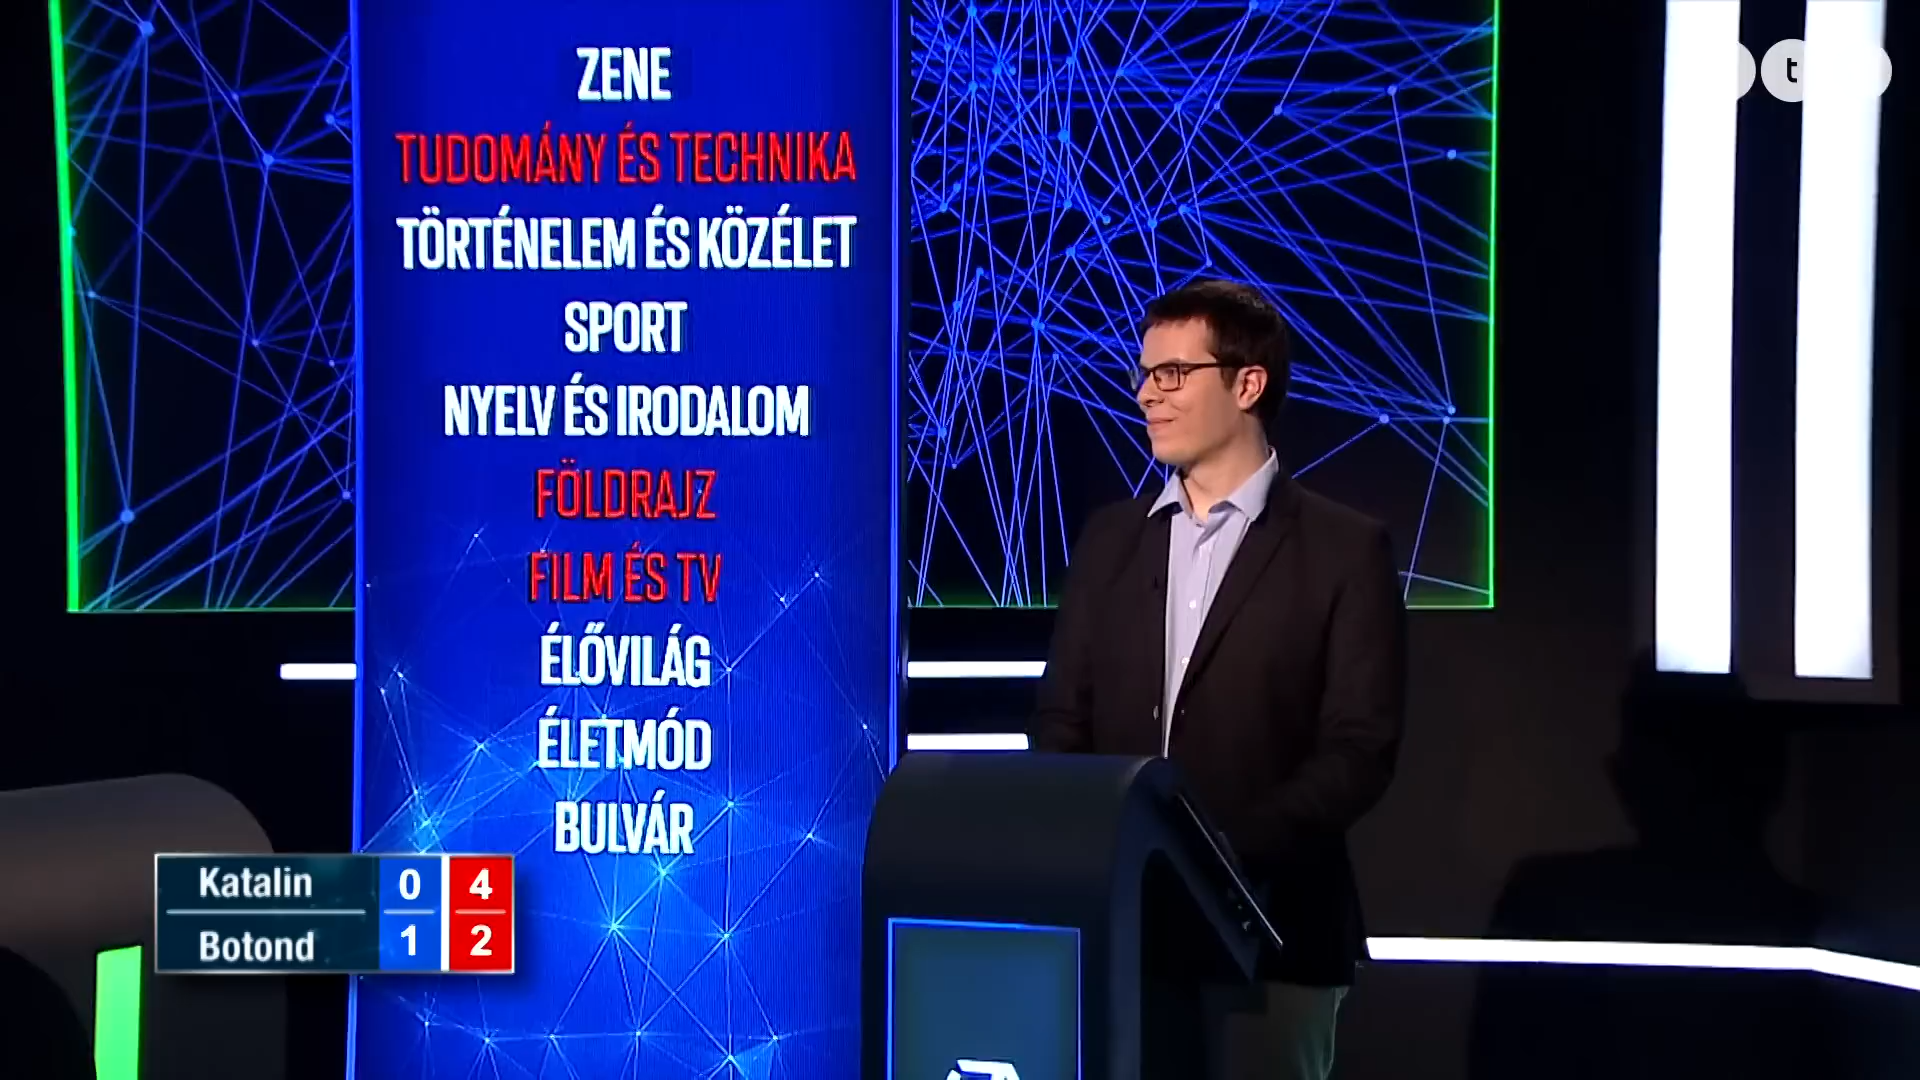 ZENE
TUDOMÁNY ÉS TECHNIKA
TÖRTÉNELEM ÉS KÖZÉLET
SPORT
NYELV ÉS IRODALOM
FÖLDRAJZ
FILM ÉS TV
ÉLŐVILÁG
ÉLETMÓD
BULVÁR
Katalin 0 4
Botond 1 2
t